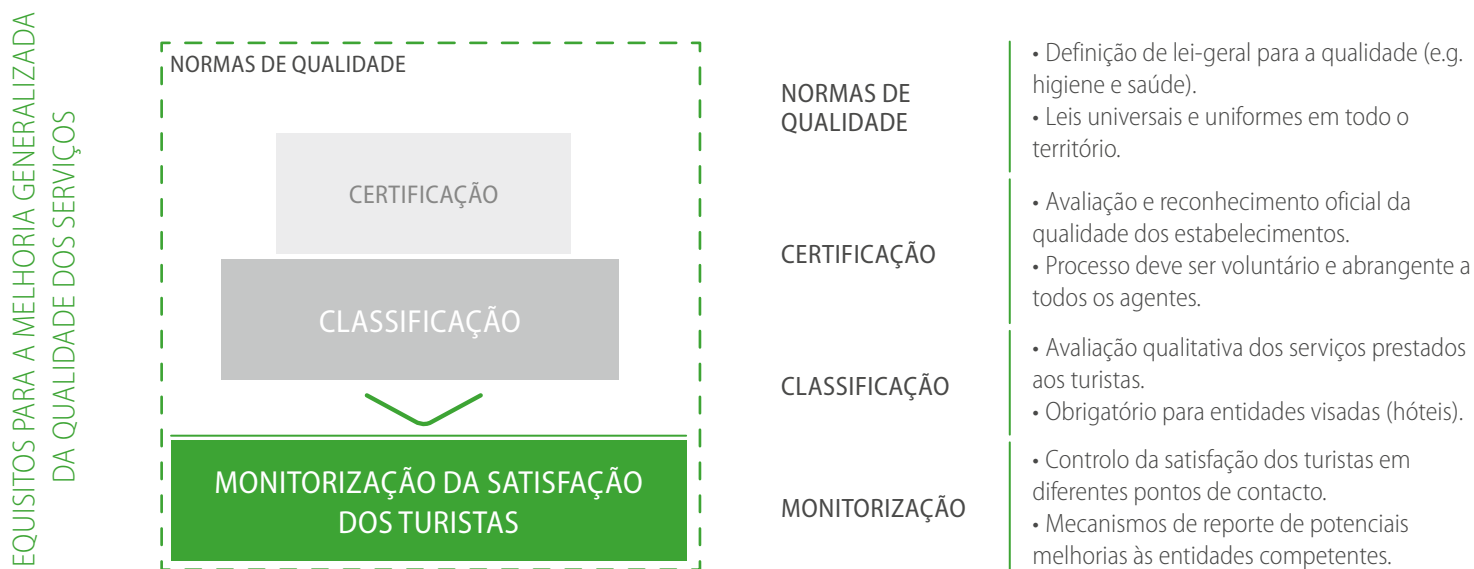 EQUISITOS PARA A MELHORIA GENERALIZADA
DA QUALIDADE DOS SERVIÇOS
NORMAS DE QUALIDADE
CERTIFICAÇÃO
CLASSIFICAÇÃO
MONITORIZAÇÃO DA SATISFAÇÃO
DOS TURISTAS
NORMAS DE
QUALIDADE
• Definição de lei-geral para a qualidade (e.g.
higiene e saúde).
• Leis universais e uniformes em todo o
território.
CERTIFICAÇÃO
• Avaliação e reconhecimento oficial da
qualidade dos estabelecimentos.
• Processo deve ser voluntário e abrangente a
todos os agentes.
CLASSIFICAÇÃO
• Avaliação qualitativa dos serviços prestados
aos turistas.
• Obrigatório para entidades visadas (hóteis).
MONITORIZAÇÃO
• Controlo da satisfação dos turistas em
diferentes pontos de contacto.
• Mecanismos de reporte de potenciais
melhorias às entidades competentes.